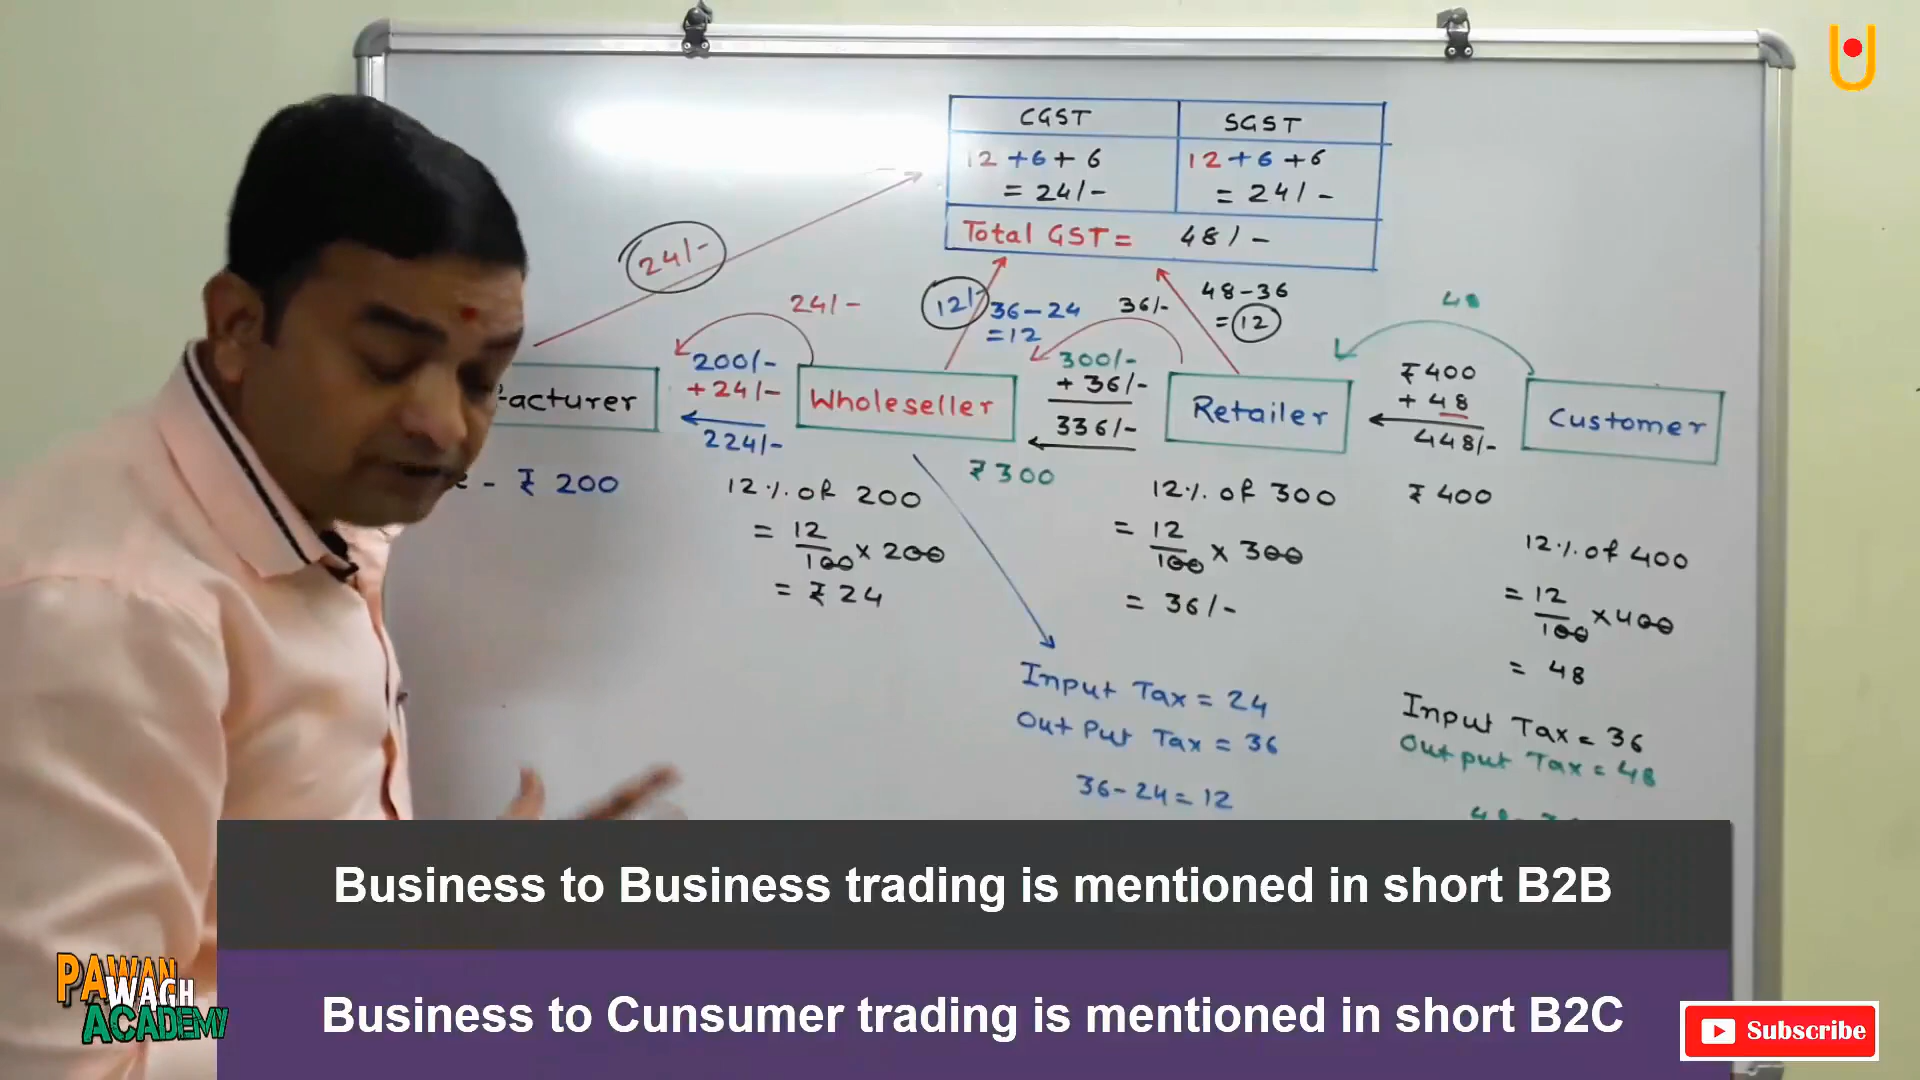 CGST
SGST
12 +6 + 6
= 24/-
12 + 6 +6
= 24/-
Total GST = 48/-
24/-
24/-
12/-
36-24
=12
36/-
48-36
= 12
48
acturer
200/-
+ 24/-
224/-
Wholeseller
300/-
+ 36/-
336/-
Retailer
₹400
+ 48
448/-
Customer
- ₹ 200
12%. of 200
= 12/100 × 200
= ₹ 24
₹ 300
12%. of 300
= 12/100 × 300
= 36/-
₹ 400
12%. of 400
= 12/100 × 400
= 48
Input Tax = 24
Out Put Tax = 36
36-24 = 12
Input Tax = 36
Output Tax = 48
Business to Business trading is mentioned in short B2B
Business to Cunsumer trading is mentioned in short B2C
PAWAN
WAGH
ACADEMY
Subscribe